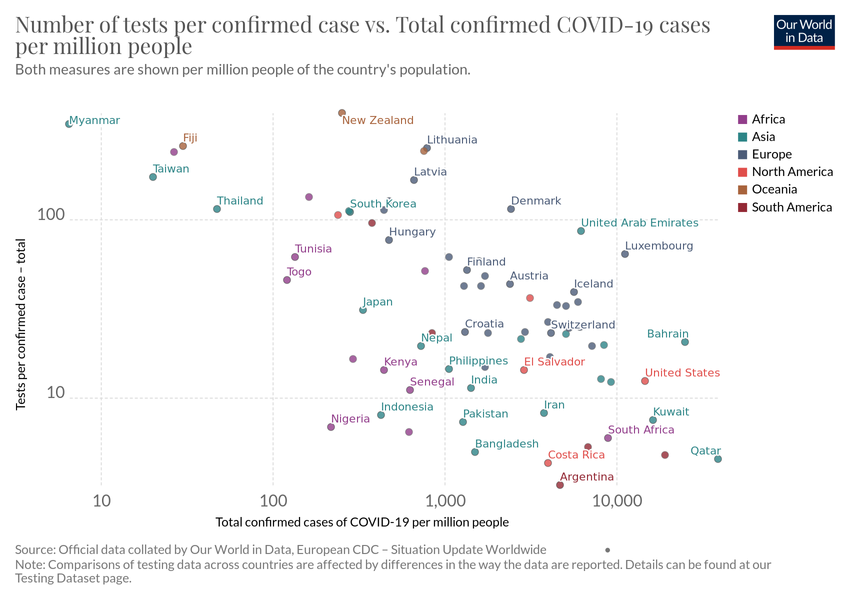 Number of tests per confirmed case vs. Total confirmed COVID-19 cases
per million people
Both measures are shown per million people of the country's population.
Our World
in Data
Myanmar
New Zealand
Fiji
Lithuania
Taiwan
Latvia
Thailand
South Korea
Denmark
100
United Arab Emirates
Hungary
Luxembourg
Tunisia
Togo
Finland
Austria
Iceland
Japan
Croatia
Switzerland
Nepal
Bahrain
Kenya
Philippines
El Salvador
United States
Senegal
India
10
Indonesia
Nigeria
Pakistan
Iran
Kuwait
South Africa
Bangladesh
Costa Rica
Qatar
Argentina
Tests per confirmed case – total
10
100
1,000
10,000
Total confirmed cases of COVID-19 per million people
Africa
Asia
Europe
North America
Oceania
South America
Source: Official data collated by Our World in Data, European CDC – Situation Update Worldwide
Note: Comparisons of testing data across countries are affected by differences in the way the data are reported. Details can be found at our
Testing Dataset page.